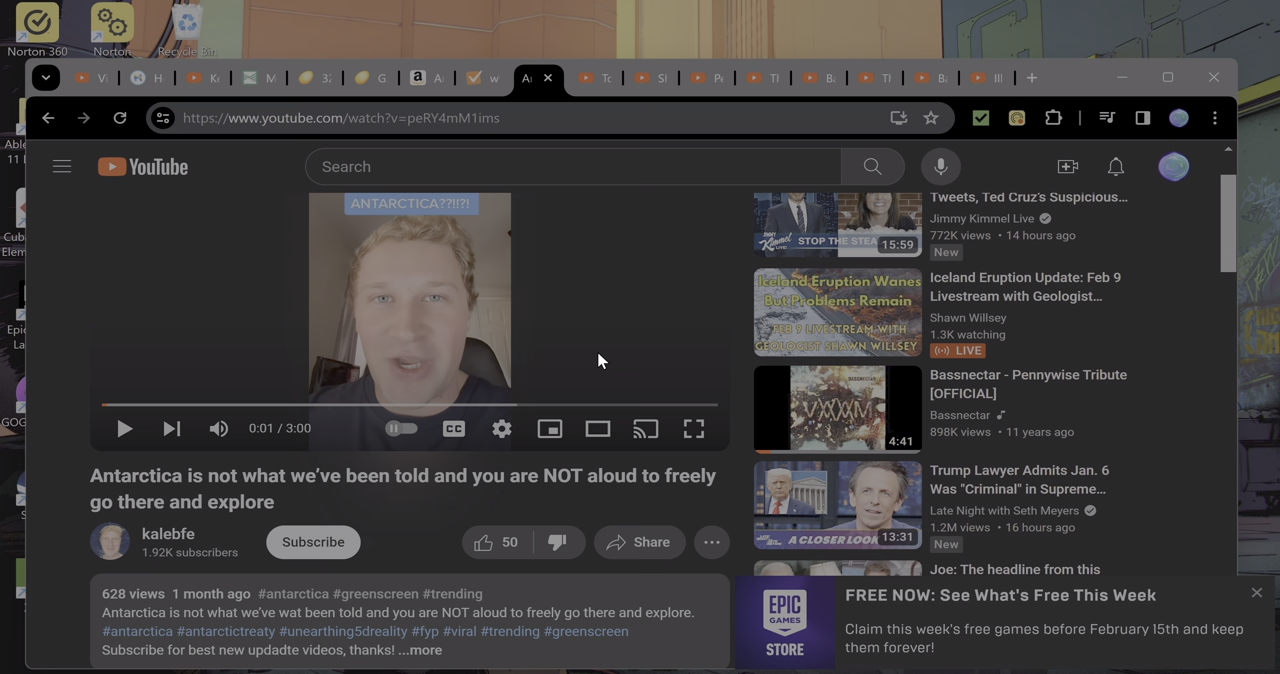 Norton 360
Norton
Recycle Bin
Vi
H
Ke
M
32
G
A
w
A
To
Sl
Pe
Tl
B
Tl
B
Ill
https://www.youtube.com/watch?v=peRY4mM1ims
YouTube
Search
ANTARCTICA??!!?!
0:01 / 3:00
CC
Antarctica is not what we've been told and you are NOT aloud to freely
go there and explore
kalebfe
1.92K subscribers
Subscribe
50
Share
628 views 1 month ago #antarctica #greenscreen #trending
Antarctica is not what we've wat been told and you are NOT aloud to freely go there and explore.
#antarctica #antarctictreaty #unearthing5dreality #fyp #viral #trending #greenscreen
Subscribe for best new updadte videos, thanks! ...more
STOP THE STEA
15:59
Tweets, Ted Cruz's Suspicious...
Jimmy Kimmel Live
772K views • 14 hours ago
New
Iceland Eruption Wanes
But Problems Remain
FEB 9 LIVESTREAM WITH
GEOLOGIST SHAWN WILLSEY
Iceland Eruption Update: Feb 9
Livestream with Geologist...
Shawn Willsey
1.3K watching
LIVE
4:41
Bassnectar - Pennywise Tribute
[OFFICIAL]
Bassnectar
898K views • 11 years ago
A CLOSER LOOK
13:31
Trump Lawyer Admits Jan. 6
Was "Criminal" in Supreme...
Late Night with Seth Meyers
1.2M views • 16 hours ago
New
Joe: The headline from this
EPIC
GAMES
STORE
FREE NOW: See What's Free This Week
Claim this week's free games before February 15th and keep
them forever!